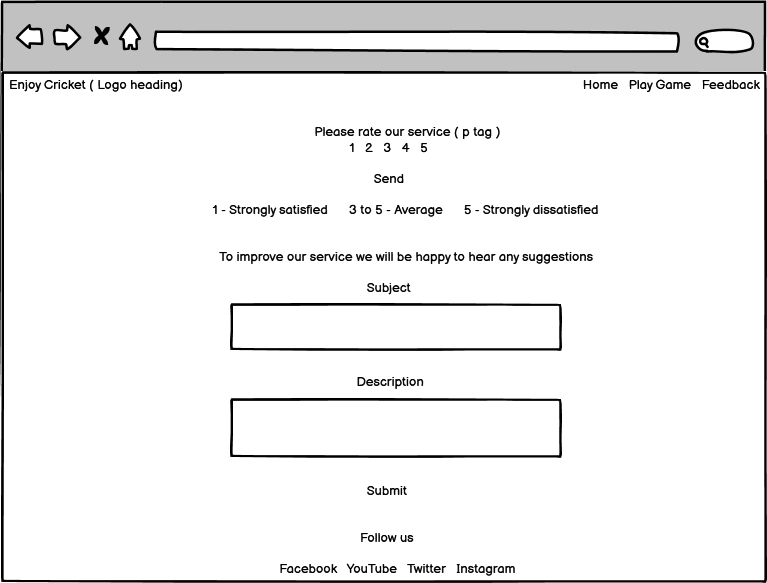 Enjoy Cricket ( Logo heading) Home Play Game Feedback
Please rate our service ( p tag )
1 2 3 4 5
Send
1 - Strongly satisfied 3 to 5 - Average 5 - Strongly dissatisfied
To improve our service we will be happy to hear any suggestions
Subject
Description
Submit
Follow us
Facebook YouTube Twitter Instagram